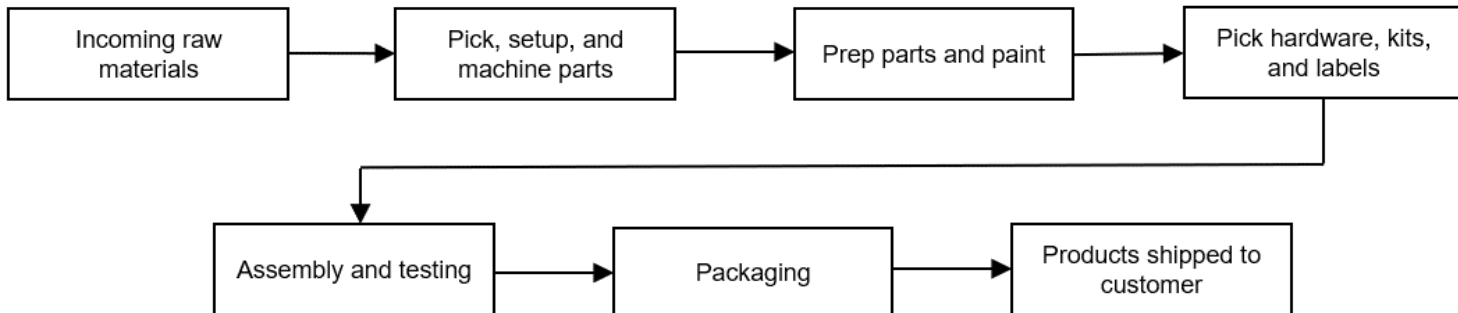 Incoming raw
materials
Pick, setup, and
machine parts
Prep parts and paint
Pick hardware, kits,
and labels
Assembly and testing
Packaging
Products shipped to
customer